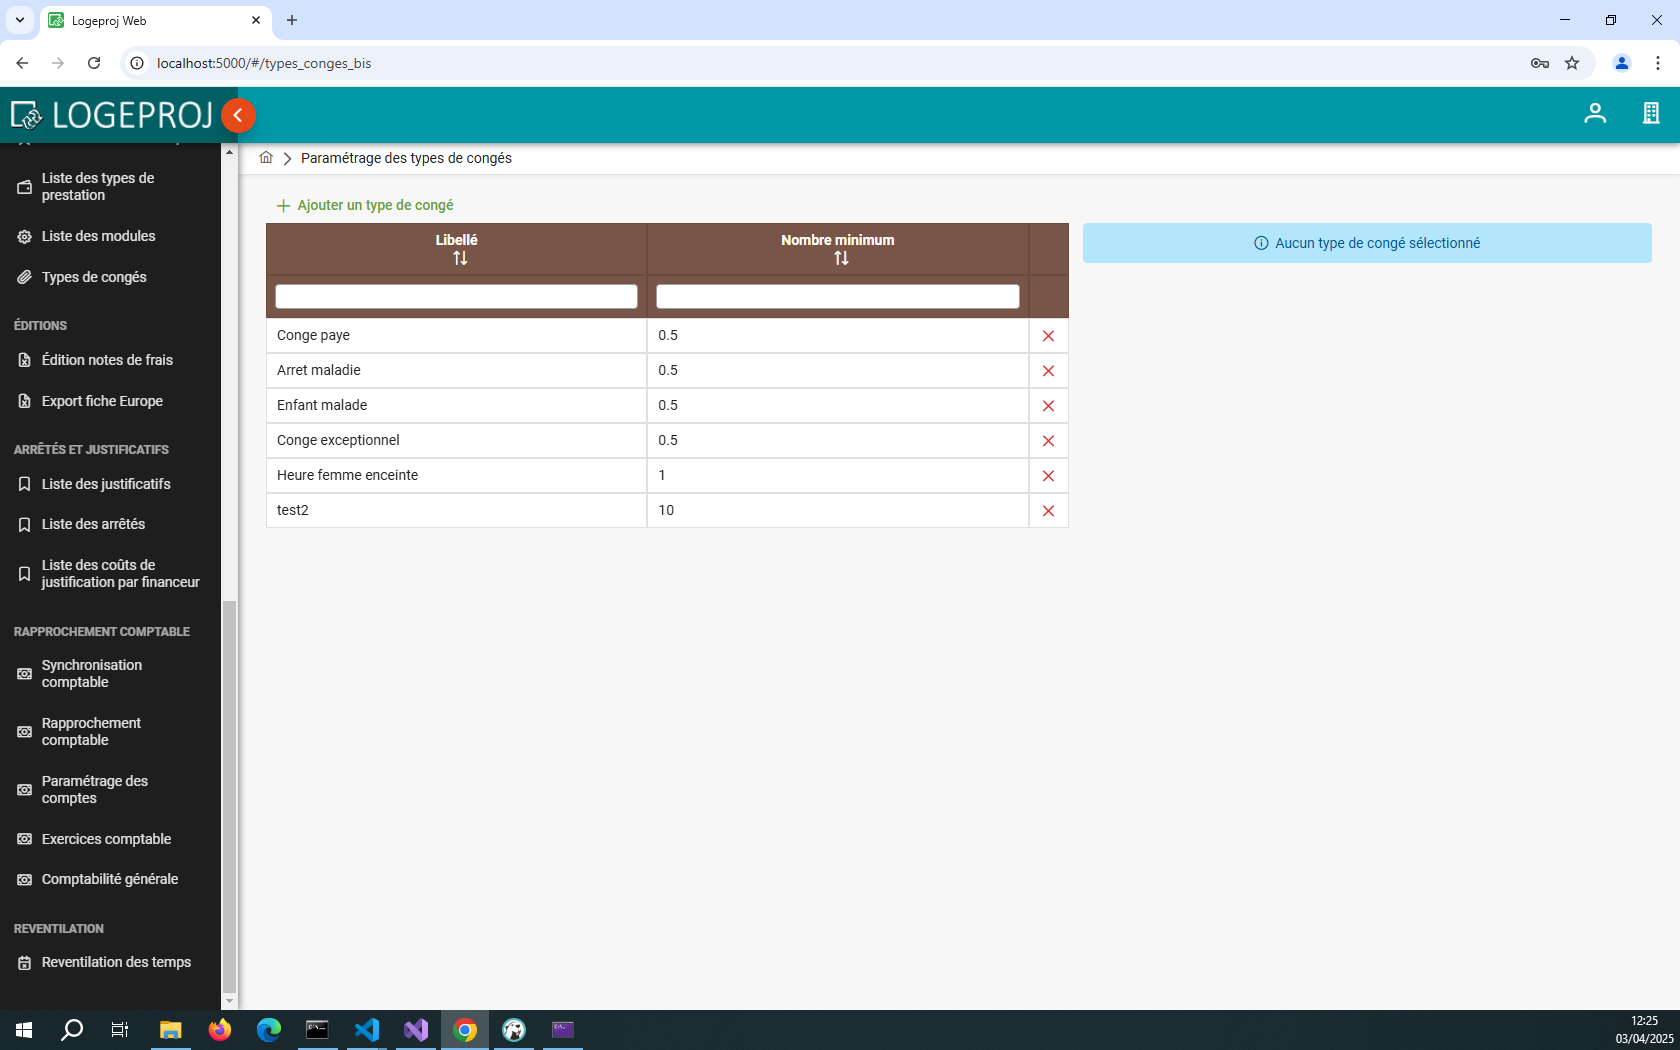 Logeproj Web
localhost:5000/#/types_conges_bis
LOGEPROJ
Liste des types de
prestation
Liste des modules
Types de congés
ÉDITIONS
Édition notes de frais
Export fiche Europe
ARRÊTÉS ET JUSTIFICATIFS
Liste des justificatifs
Liste des arrêtés
Liste des coûts de
justification par financeur
RAPPROCHEMENT COMPTABLE
Synchronisation
comptable
Rapprochement
comptable
Paramétrage des
comptes
Exercices comptable
Comptabilité générale
REVENTILATION
Reventilation des temps
Paramétrage des types de congés
Ajouter un type de congé
Libellé Nombre minimum
Conge paye 0.5
Arret maladie 0.5
Enfant malade 0.5
Conge exceptionnel 0.5
Heure femme enceinte 1
test2 10
Aucun type de congé sélectionné
12:25
03/04/2025